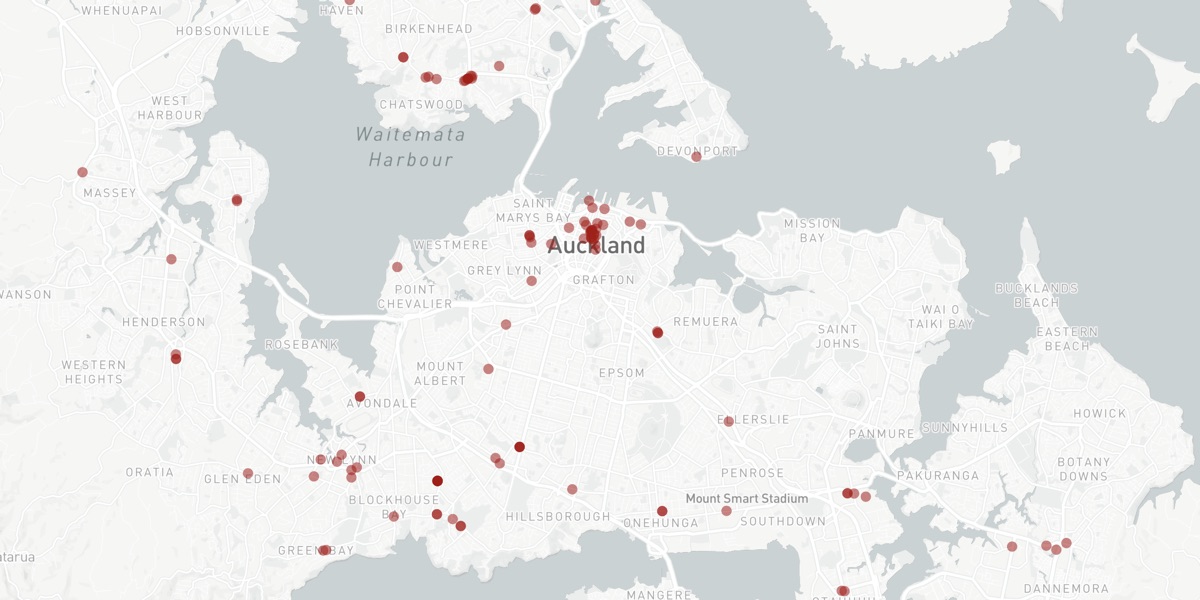 WHENUAPAI
HAVEN
HOBSONVILLE
BIRKENHEAD
WEST
HARBOUR
CHATSWOOD
Waitemata
Harbour
DEVONPORT
MASSEY
SAINT
MARYS BAY
MISSION
BAY
WESTMERE
Auckland
GREY LYNN
GRAFTON
POINT
CHEVALIER
WANSON
BUCKLANDS
BEACH
HENDERSON
REMUERA
WAI O
TAIKI BAY
SAINT
JOHNS
EASTERN
BEACH
ROSEBANK
WESTERN
HEIGHTS
MOUNT
ALBERT
EPSOM
AVONDALE
HOWICK
ELLERSLIE
SUNNYHILLS
PANMURE
NEW LYNN
ORATIA
GLEN EDEN
PENROSE
PAKURANGA
BOTANY
DOWNS
BLOCKHOUSE
BAY
Mount Smart Stadium
HILLSBOROUGH
ONEHUNGA
SOUTHDOWN
GREEN BAY
atarua
MANGERE
DANNEMORA